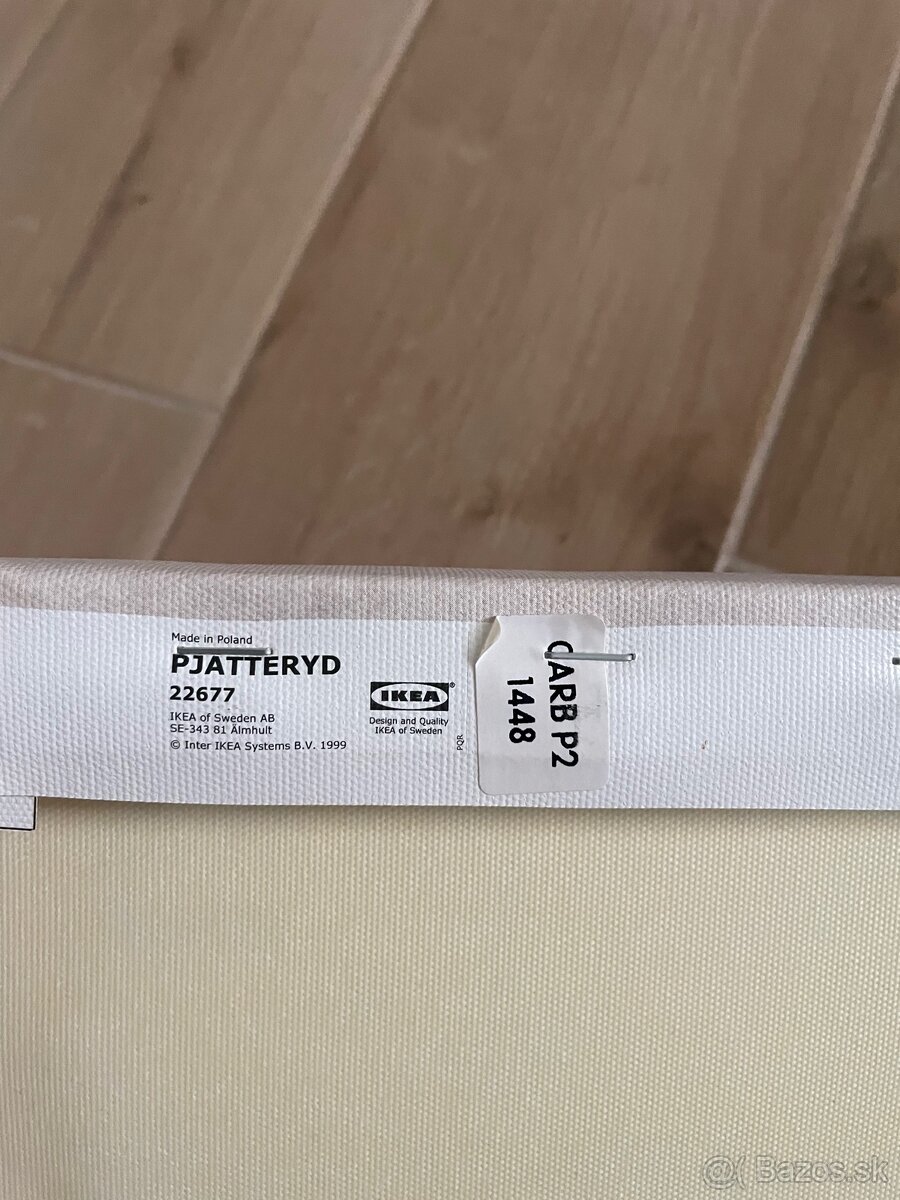 Made in Poland
PJATTERYD
22677
IKEA of Sweden AB
SE-343 81 Älmhult
© Inter IKEA Systems B.V. 1999
IKEA®
Design and Quality
IKEA of Sweden
PQR
CARB P2
1448
@( Bazos.sk